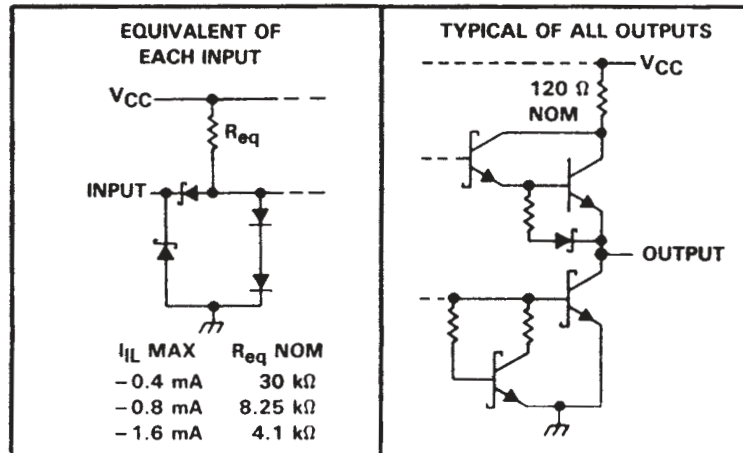 EQUIVALENT OF
EACH INPUT
VCC
Req
INPUT
IIL MAX Req NOM
−0.4 mA 30 kΩ
−0.8 mA 8.25 kΩ
−1.6 mA 4.1 kΩ
TYPICAL OF ALL OUTPUTS
VCC
120 Ω
NOM
OUTPUT